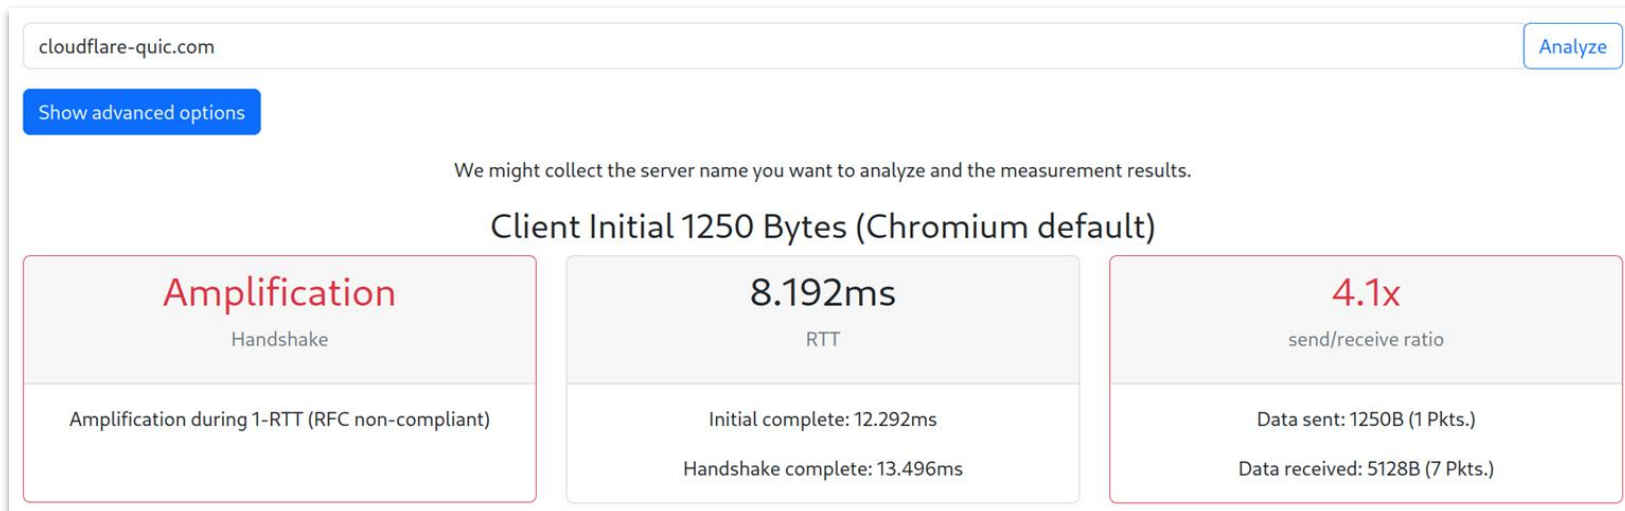 cloudflare-quic.com
Analyze
Show advanced options
We might collect the server name you want to analyze and the measurement results.
Client Initial 1250 Bytes (Chromium default)
Amplification
Handshake
Amplification during 1-RTT (RFC non-compliant)
8.192ms
RTT
Initial complete: 12.292ms
Handshake complete: 13.496ms
4.1x
send/receive ratio
Data sent: 1250B (1 Pkts.)
Data received: 5128B (7 Pkts.)